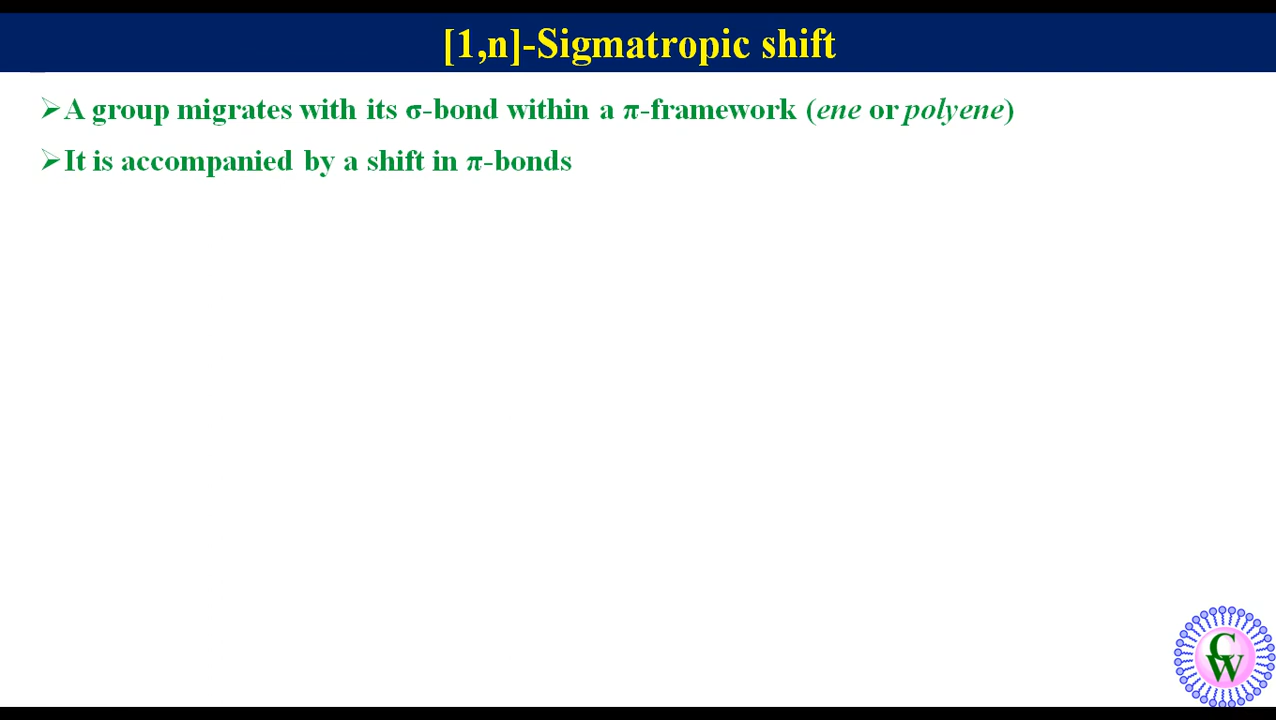 [1,n]-Sigmatropic shift
➢A group migrates with its σ-bond within a π-framework (ene or polyene)
➢It is accompanied by a shift in π-bonds
CW